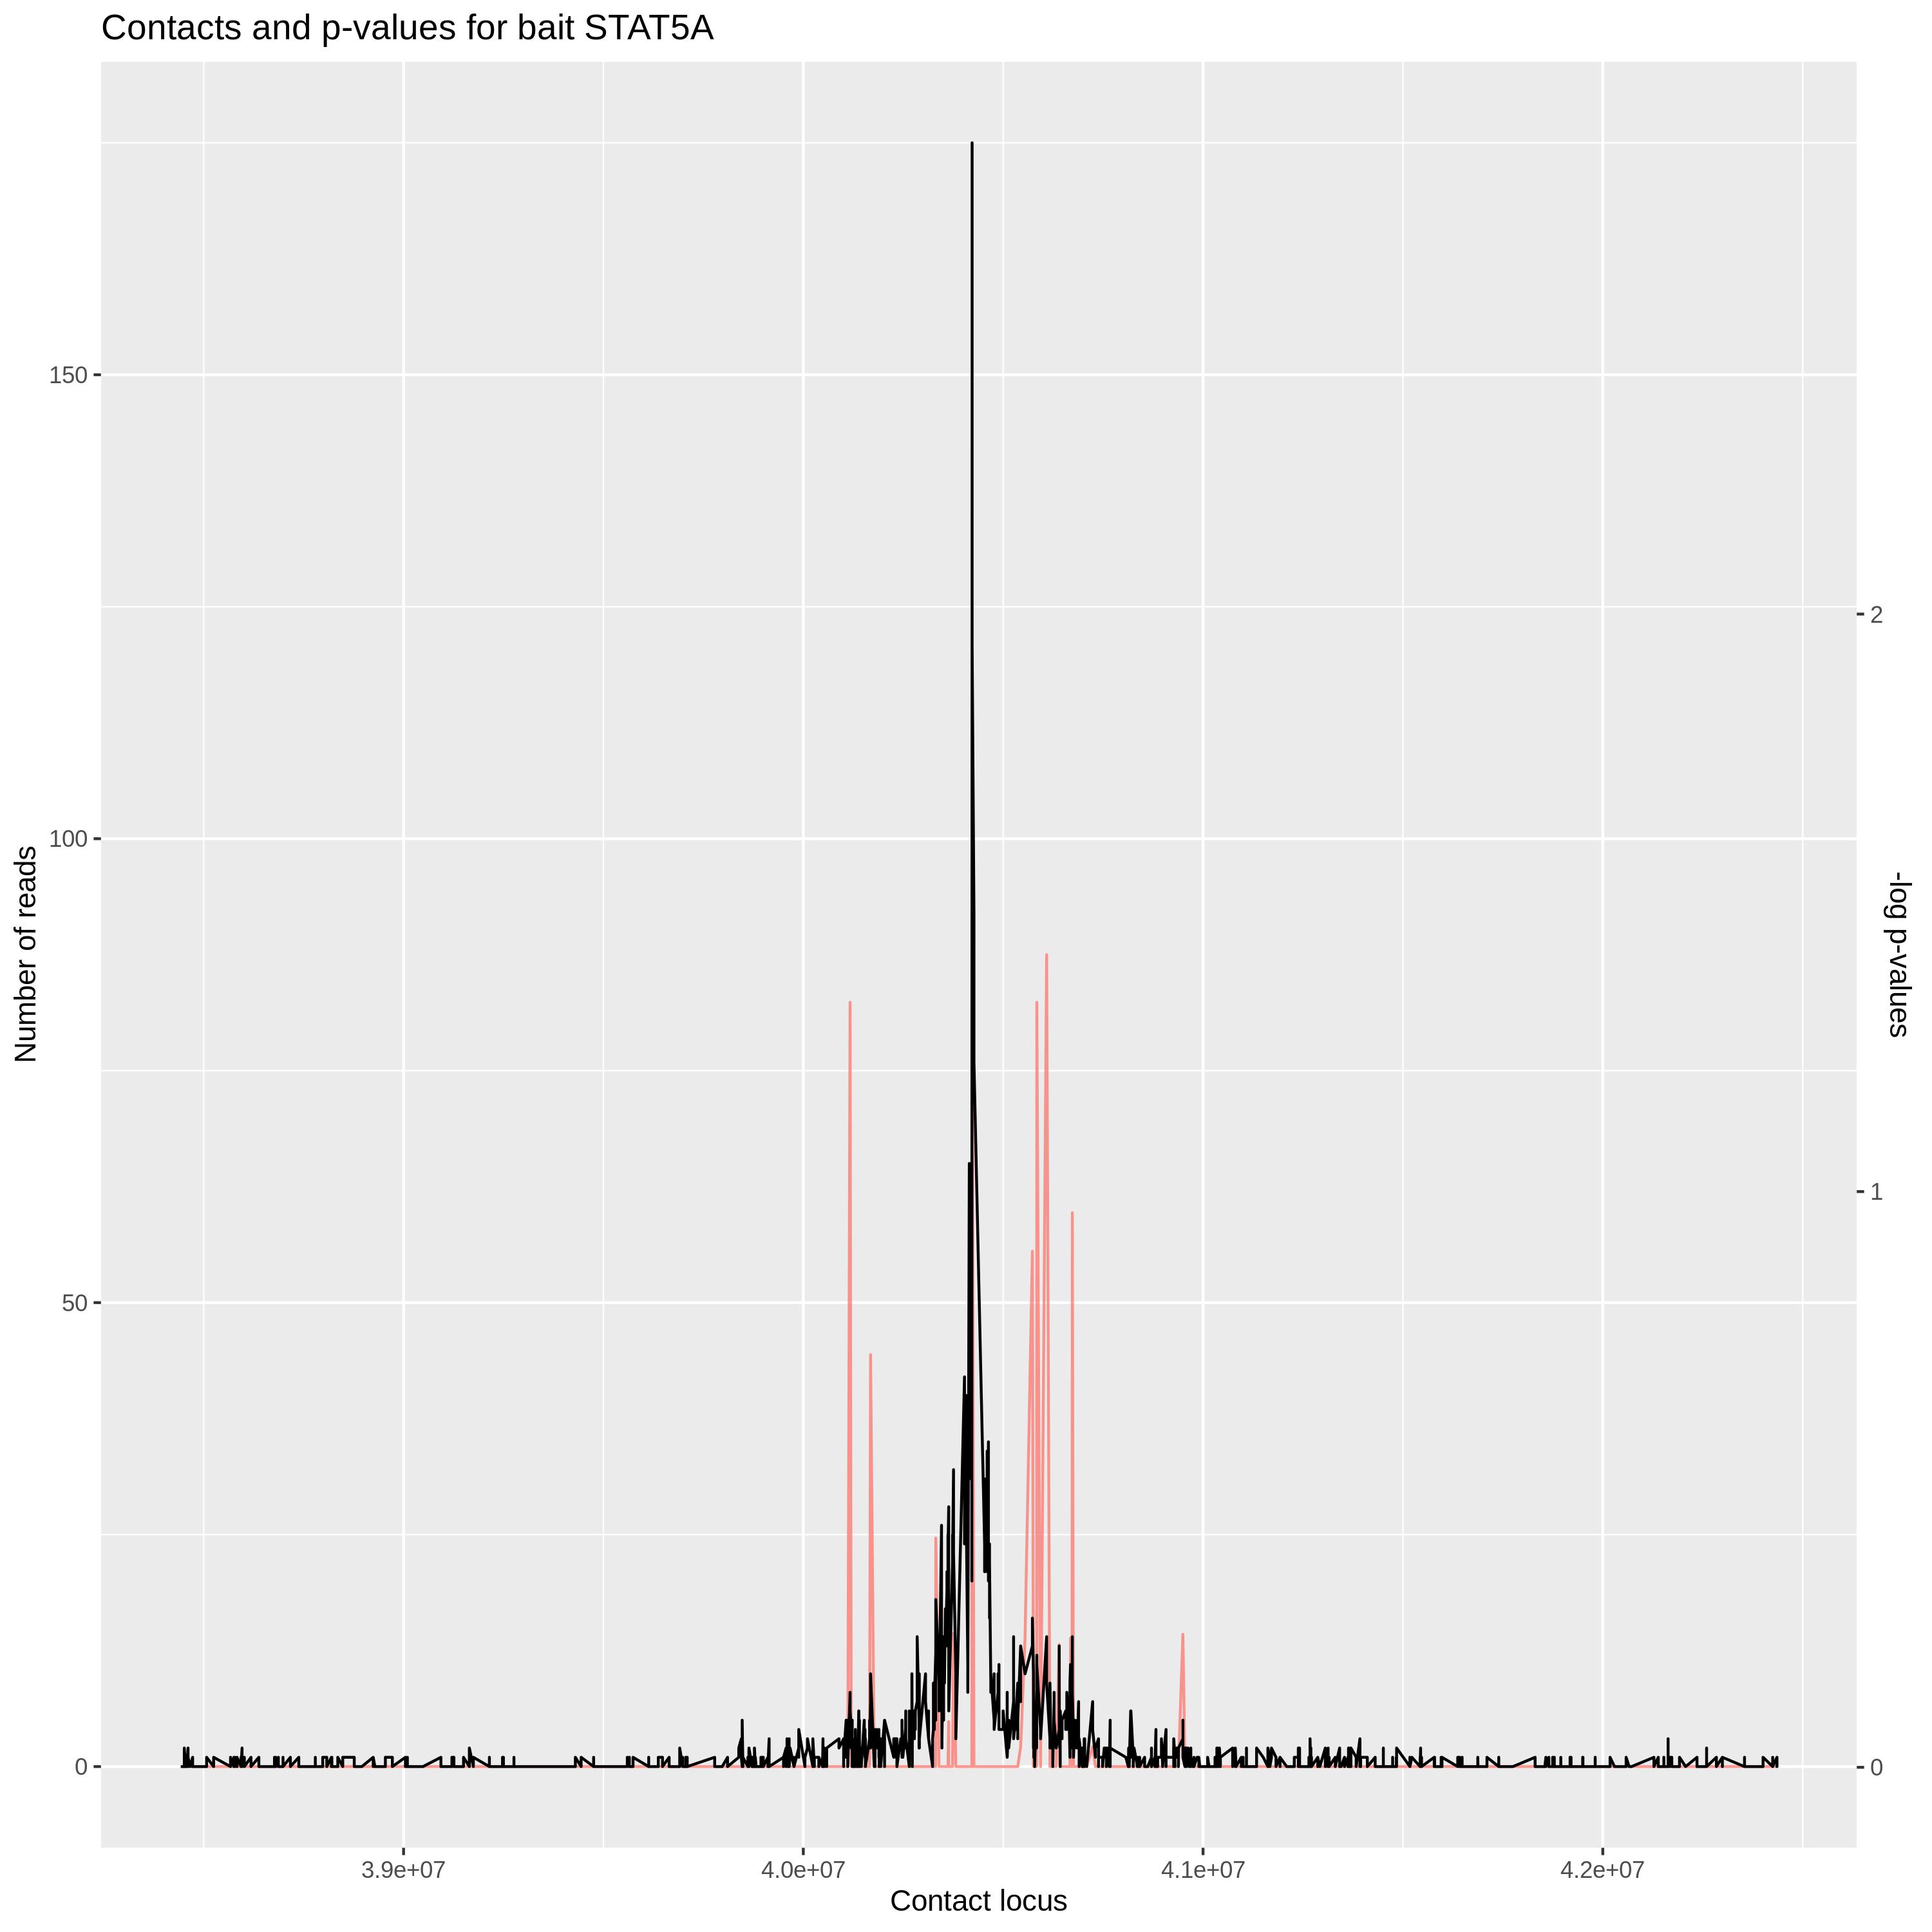 Contacts and p-values for bait STAT5A
150
100
50
0
Number of reads
2
1
0
-log p-values
3.9e+07
4.0e+07
4.1e+07
4.2e+07
Contact locus